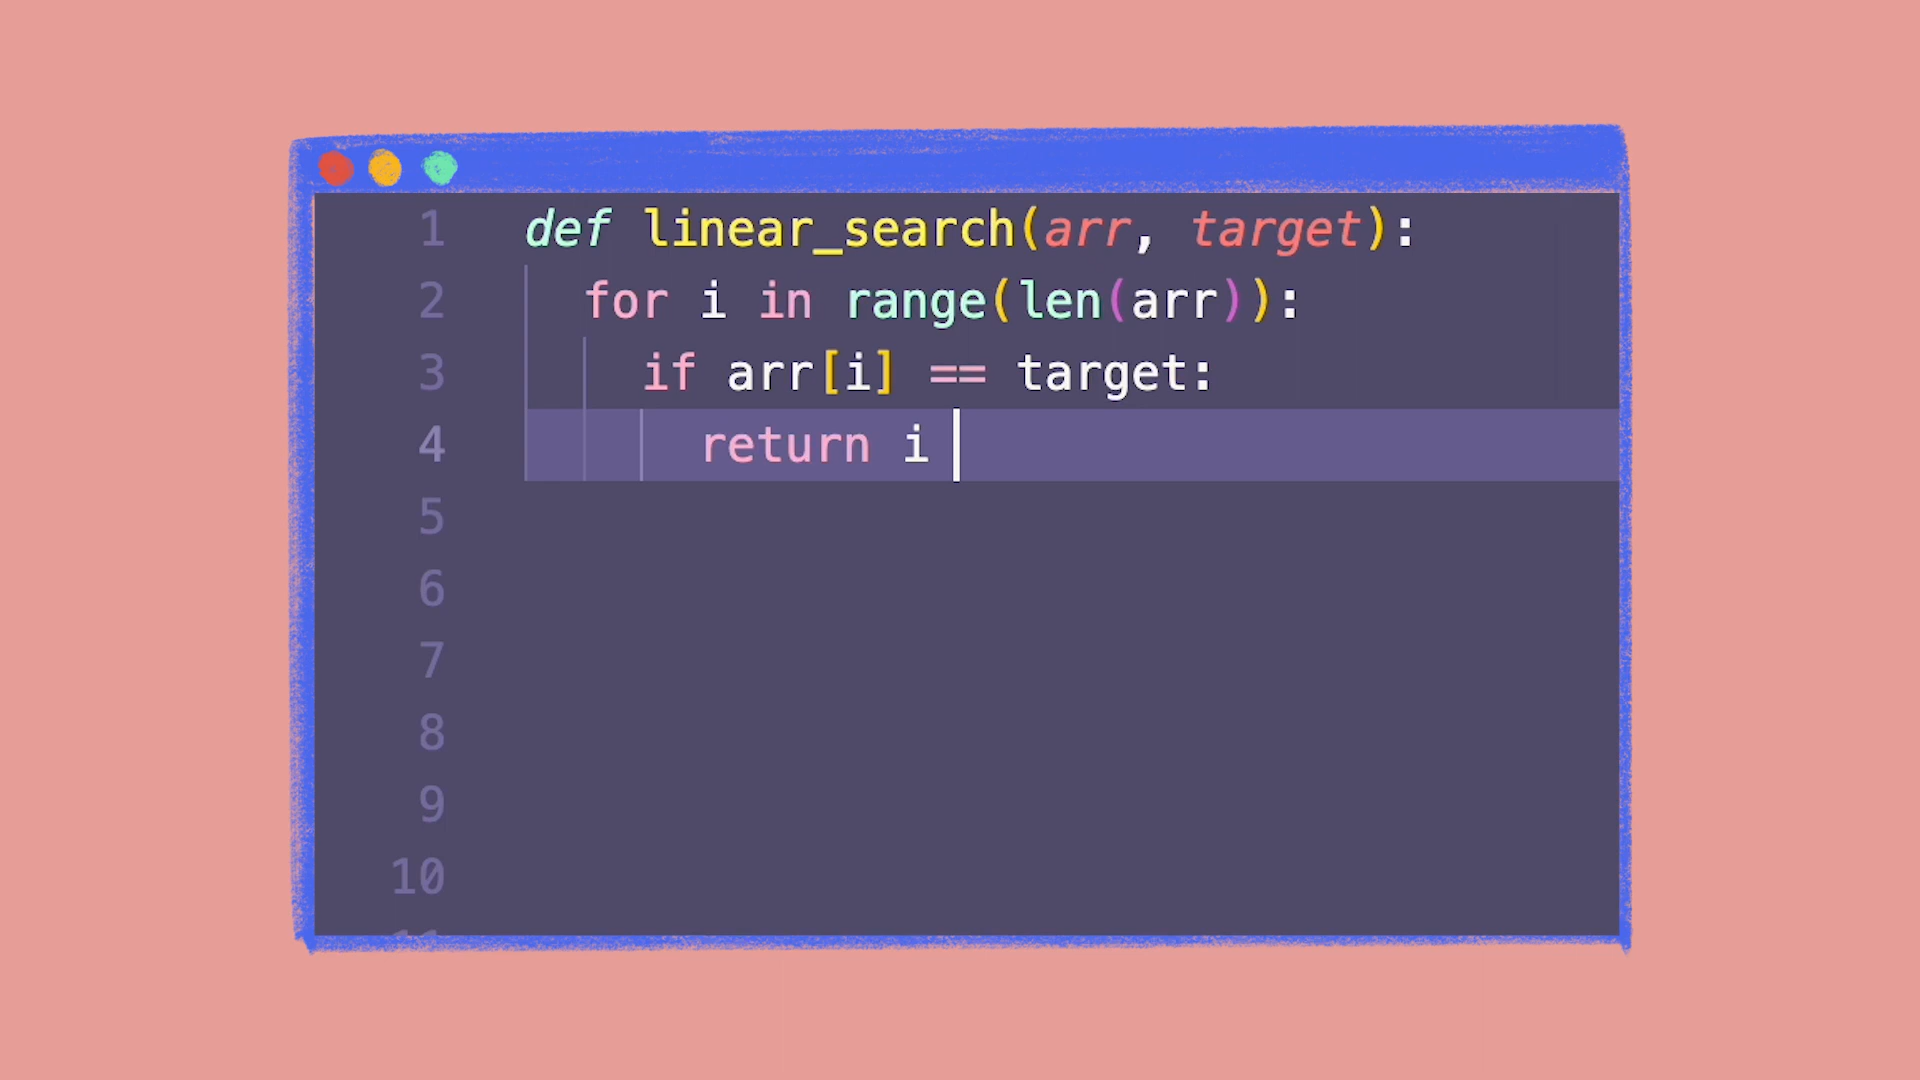 1 def linear_search(arr, target):
2 for i in range(len(arr)):
3 if arr[i] == target:
4 return i
5
6
7
8
9
10